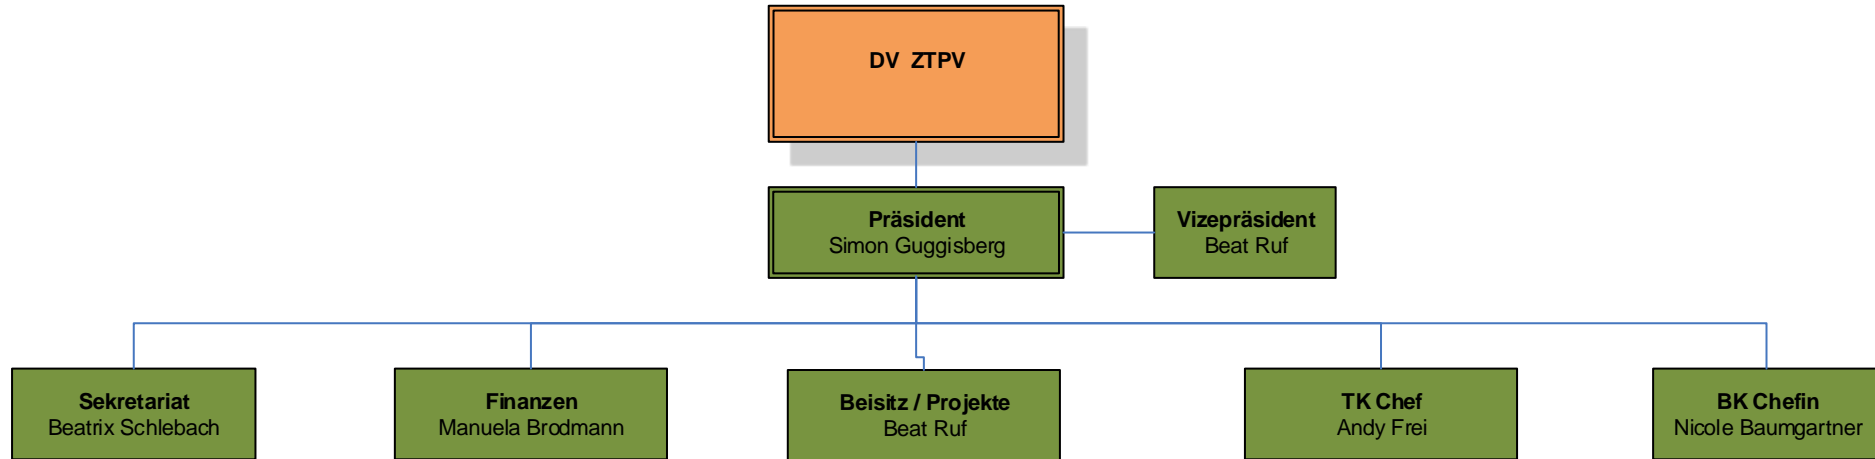 DV ZTPV
Präsident
Simon Guggisberg
Vizepräsident
Beat Ruf
Sekretariat
Beatrix Schlebach
Finanzen
Manuela Brodmann
Beisitz / Projekte
Beat Ruf
TK Chef
Andy Frei
BK Chefin
Nicole Baumgartner